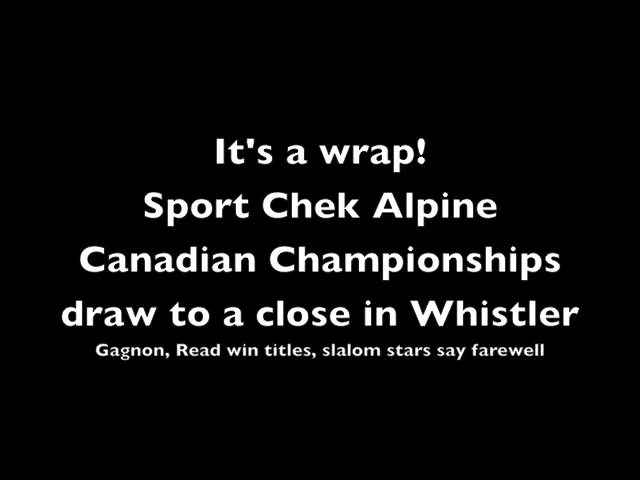 It's a wrap!
Sport Chek Alpine
Canadian Championships
draw to a close in Whistler
Gagnon, Read win titles, slalom stars say farewell